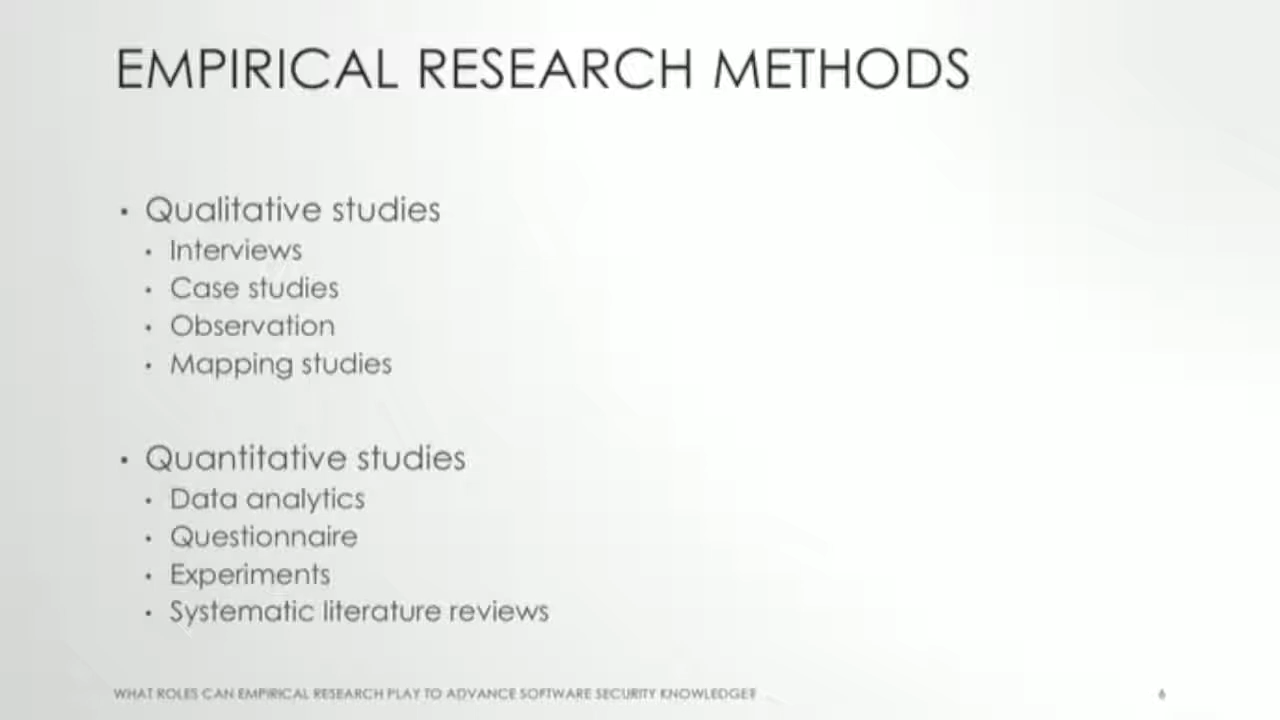 EMPIRICAL RESEARCH METHODS
• Qualitative studies
• Interviews
• Case studies
• Observation
• Mapping studies
• Quantitative studies
• Data analytics
• Questionnaire
• Experiments
• Systematic literature reviews
WHAT ROLES CAN EMPIRICAL RESEARCH PLAY TO ADVANCE SOFTWARE SECURITY KNOWLEDGE?
6